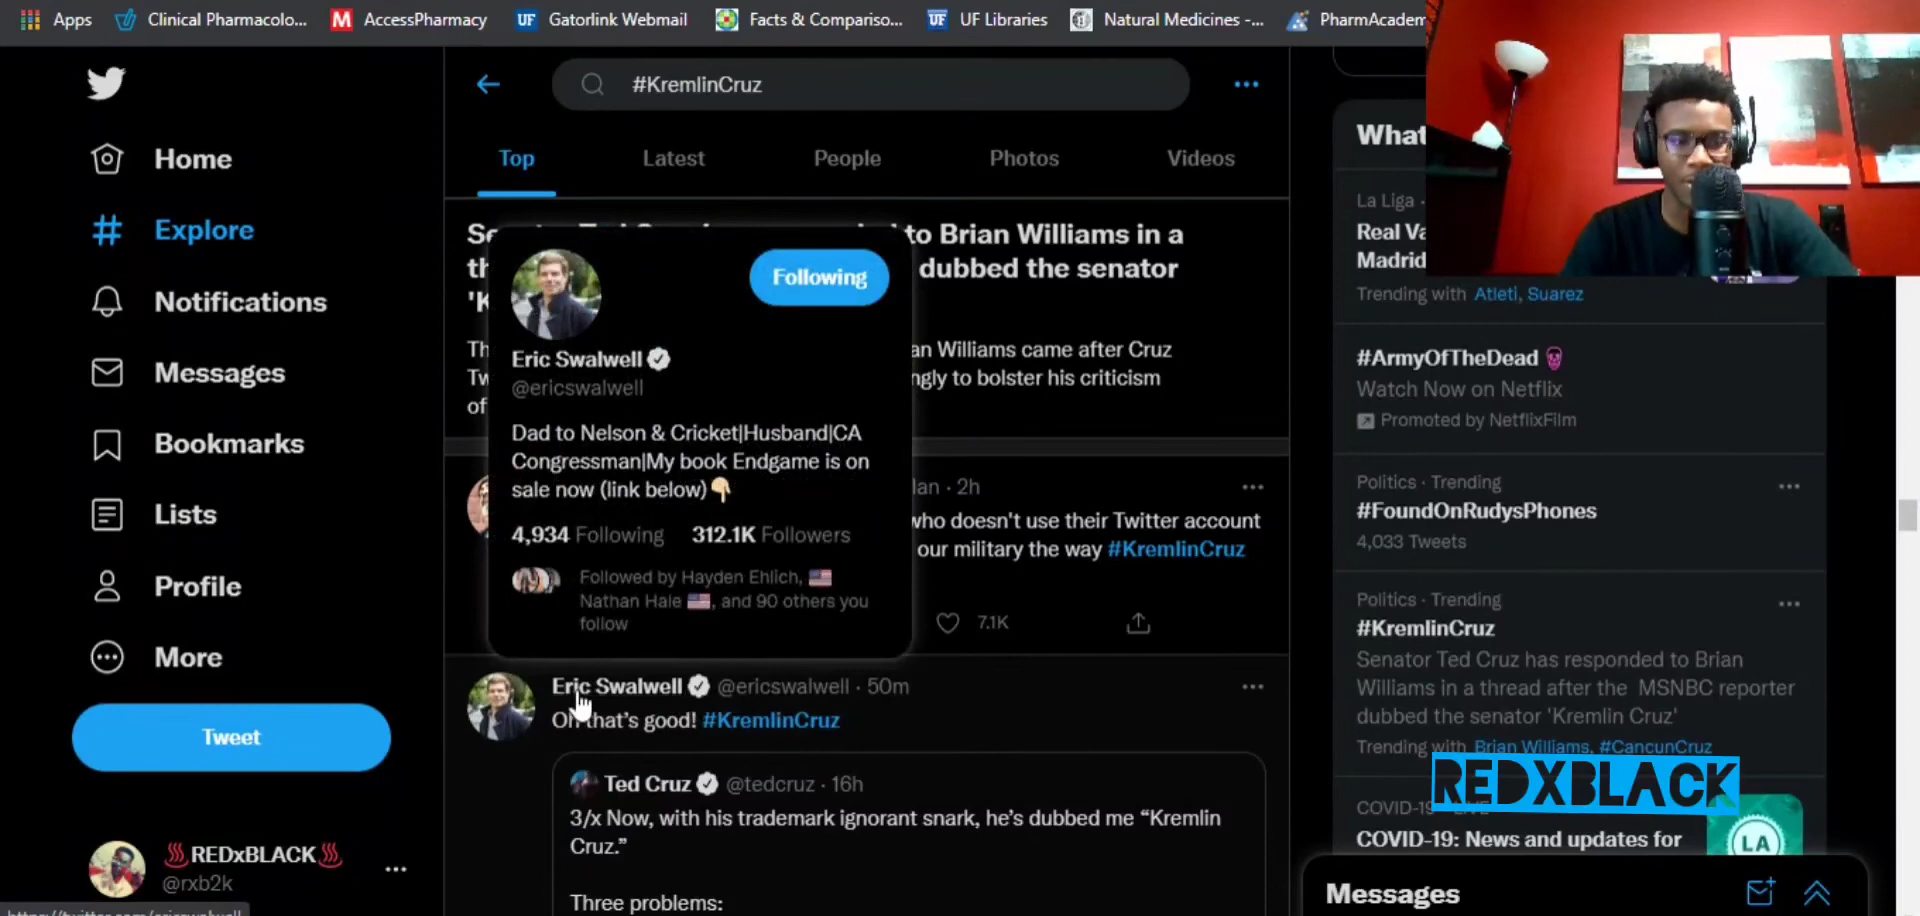 Apps
Clinical Pharmacolo...
AccessPharmacy
Gatorlink Webmail
Facts & Compariso...
UF Libraries
Natural Medicines -...
PharmAcadem
#KremlinCruz
Top
Latest
People
Photos
Videos
Home
Explore
Notifications
Messages
Bookmarks
Lists
Profile
More
Tweet
REDxBLACK
@rxb2k
to Brian Williams in a
dubbed the senator
an Williams came after Cruz
ngly to bolster his criticism
of
Following
Eric Swalwell
@ericswalwell
Dad to Nelson & Cricket|Husband|CA
Congressman|My book Endgame is on
sale now (link below)👇
4,934 Following 312.1K Followers
Followed by Hayden Ehlich, 🇺🇸
Nathan Hale 🇺🇸, and 90 others you
follow
lan · 2h
who doesn't use their Twitter account
our military the way #KremlinCruz
7.1K
Eric Swalwell @ericswalwell · 50m
Oh that's good! #KremlinCruz
Ted Cruz @tedcruz · 16h
3/x Now, with his trademark ignorant snark, he's dubbed me “Kremlin
Cruz.”
Three problems:
What
La Liga ·
Real Va
Madrid
Trending with Atleti, Suarez
#ArmyOfTheDead
Watch Now on Netflix
Promoted by NetflixFilm
Politics · Trending
#FoundOnRudysPhones
4,033 Tweets
Politics · Trending
#KremlinCruz
Senator Ted Cruz has responded to Brian
Williams in a thread after the MSNBC reporter
dubbed the senator 'Kremlin Cruz'
Trending with Brian Williams, #CancunCruz
REDXBLACK
COVID-19 · LIVE
COVID-19: News and updates for
LA
Messages